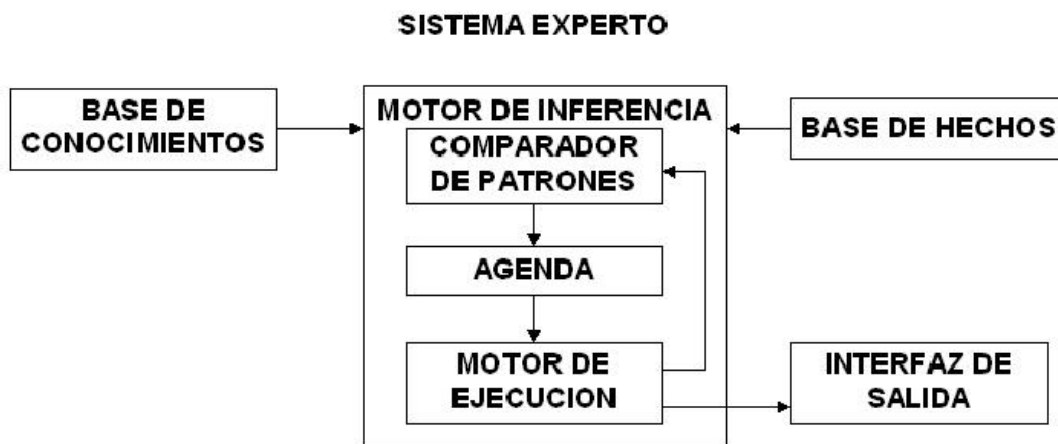 SISTEMA EXPERTO
BASE DE
CONOCIMIENTOS
MOTOR DE INFERENCIA
COMPARADOR
DE PATRONES
AGENDA
MOTOR DE
EJECUCION
BASE DE HECHOS
INTERFAZ DE
SALIDA